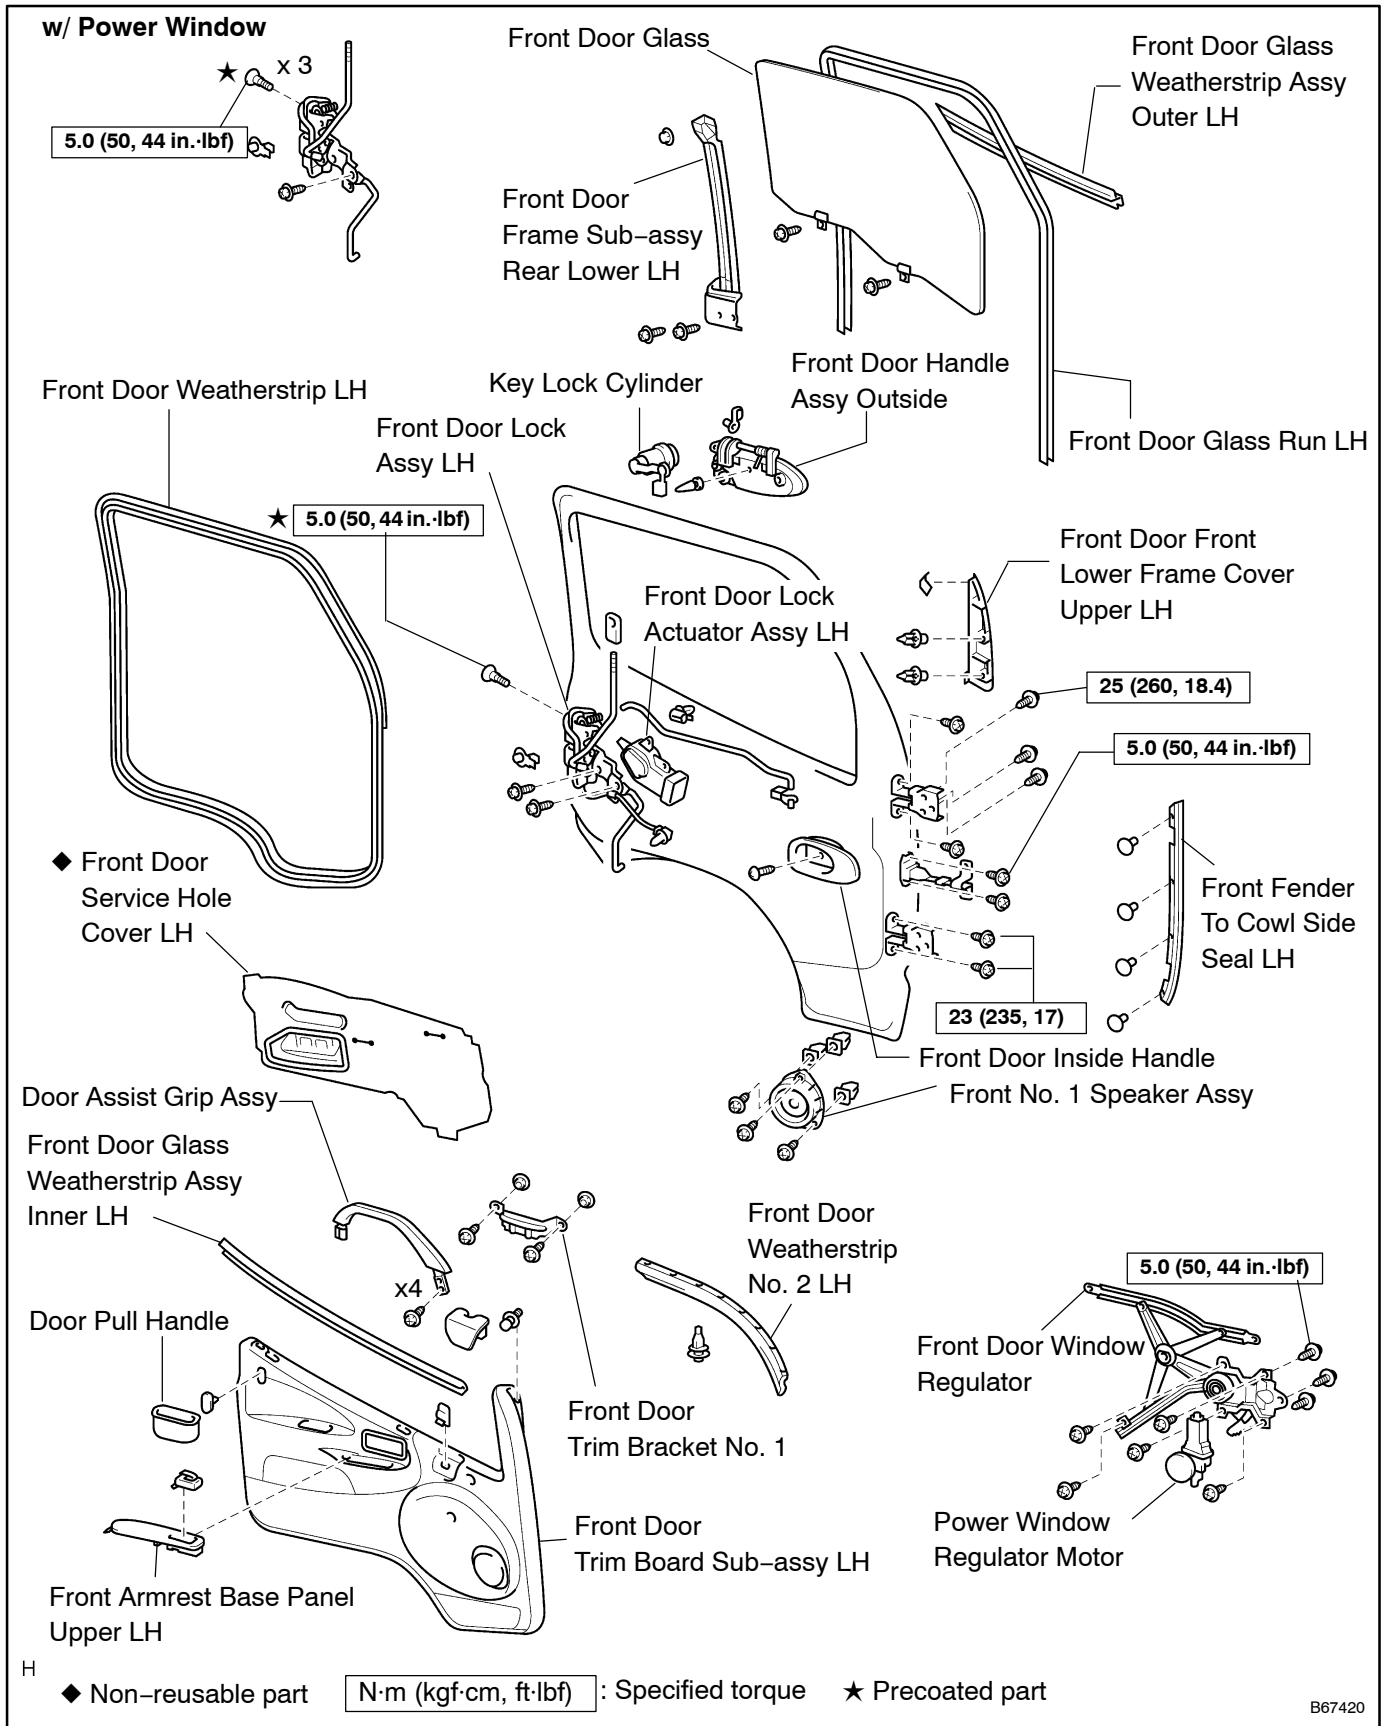 w/ Power Window
★ x 3
5.0 (50, 44 in.·lbf)
Front Door Glass
Front Door Glass
Weatherstrip Assy
Outer LH
Front Door
Frame Sub−assy
Rear Lower LH
Front Door Weatherstrip LH
Key Lock Cylinder
Front Door Handle
Assy Outside
Front Door Lock
Assy LH
Front Door Glass Run LH
★ 5.0 (50, 44 in.·lbf)
Front Door Front
Lower Frame Cover
Upper LH
Front Door Lock
Actuator Assy LH
25 (260, 18.4)
5.0 (50, 44 in.·lbf)
◆ Front Door
Service Hole
Cover LH
Front Fender
To Cowl Side
Seal LH
23 (235, 17)
Front Door Inside Handle
Front No. 1 Speaker Assy
Door Assist Grip Assy
Front Door Glass
Weatherstrip Assy
Inner LH
x4
Front Door
Weatherstrip
No. 2 LH
5.0 (50, 44 in.·lbf)
Door Pull Handle
Front Door Window
Regulator
Front Door
Trim Bracket No. 1
Power Window
Regulator Motor
Front Door
Trim Board Sub−assy LH
Front Armrest Base Panel
Upper LH
H
◆ Non−reusable part N·m (kgf·cm, ft·lbf) : Specified torque ★ Precoated part
B67420